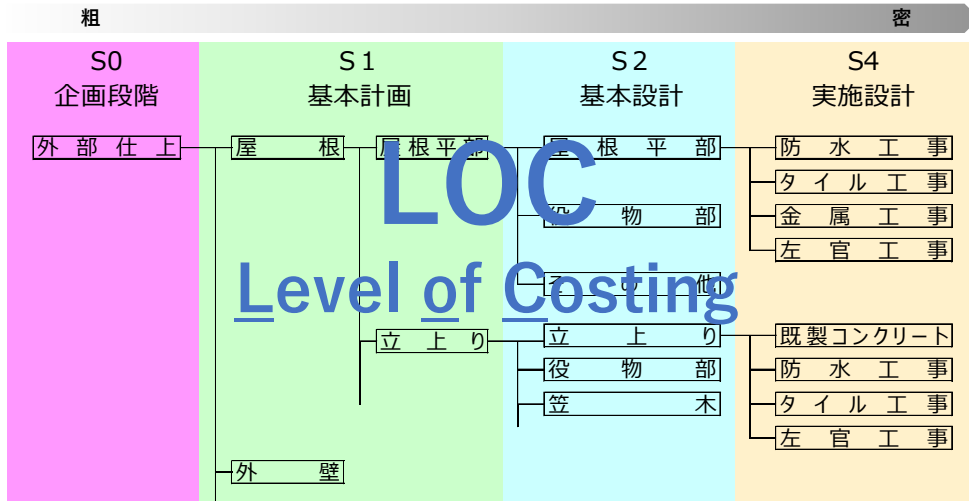 粗 密
S0 S1 S2 S4
企画段階 基本計画 基本設計 実施設計
外部仕上 屋根 屋根平部 屋根平部 防水工事
タイル工事
役物部 金属工事
左官工事
その他
LOC
Level of Costing
立上り 立上り 既製コンクリート
役物部 防水工事
笠木 タイル工事
左官工事
外壁